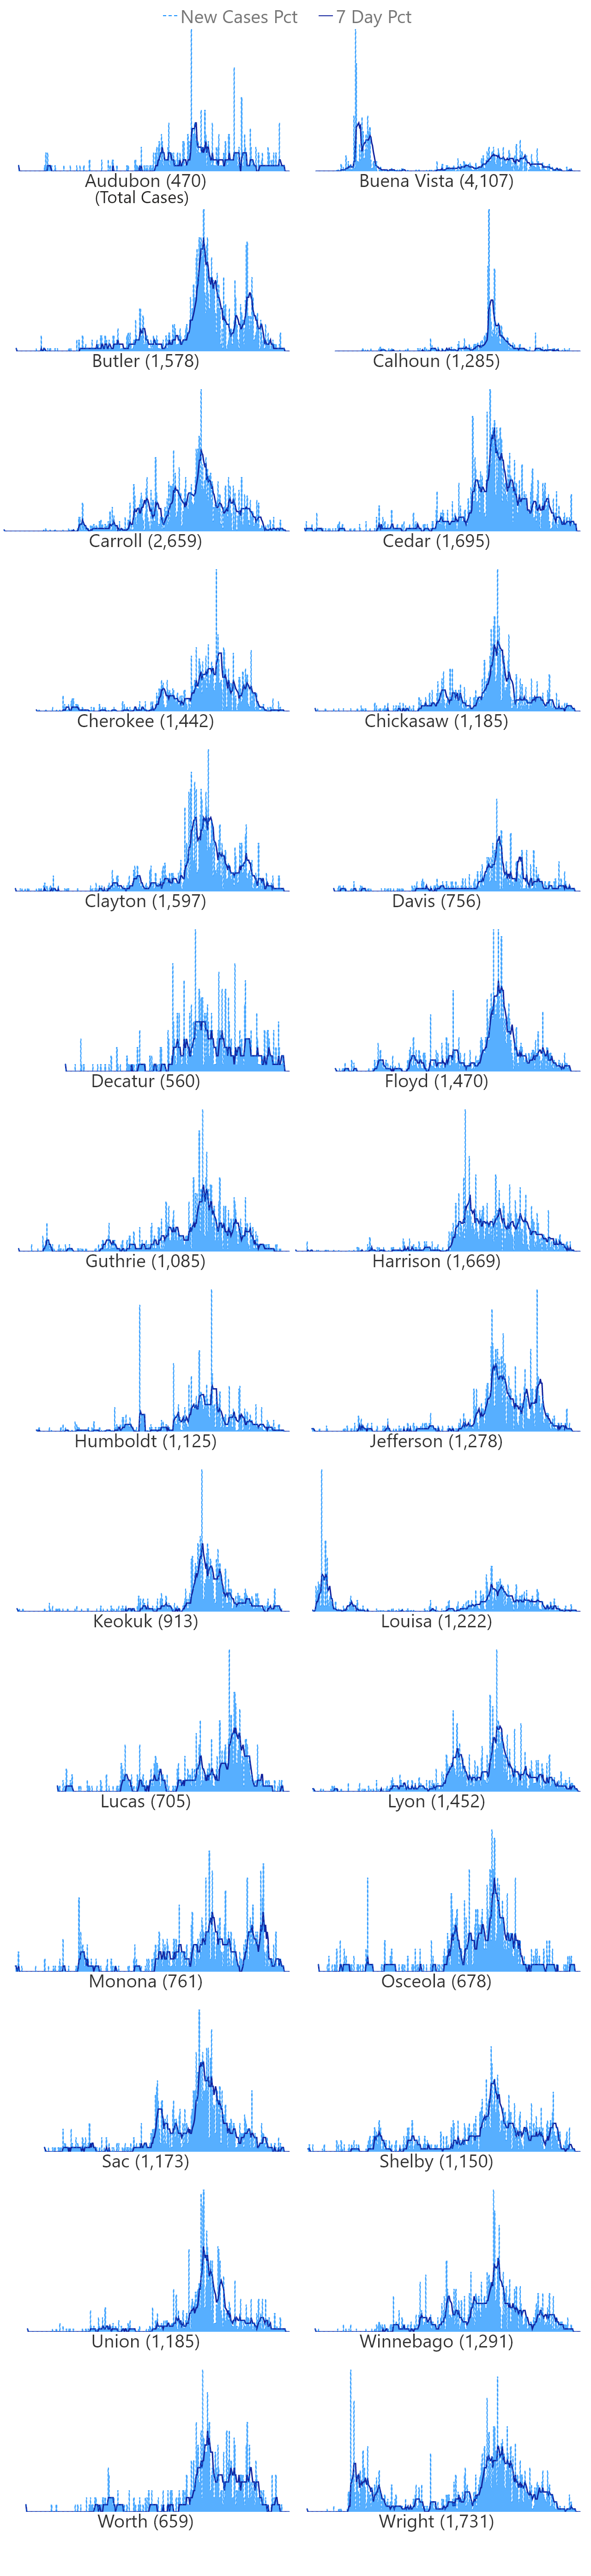 New Cases Pct 7 Day Pct
Audubon (470) Buena Vista (4,107)
(Total Cases)
Butler (1,578) Calhoun (1,285)
Carroll (2,659) Cedar (1,695)
Cherokee (1,442) Chickasaw (1,185)
Clayton (1,597) Davis (756)
Decatur (560) Floyd (1,470)
Guthrie (1,085) Harrison (1,669)
Humboldt (1,125) Jefferson (1,278)
Keokuk (913) Louisa (1,222)
Lucas (705) Lyon (1,452)
Monona (761) Osceola (678)
Sac (1,173) Shelby (1,150)
Union (1,185) Winnebago (1,291)
Worth (659) Wright (1,731)